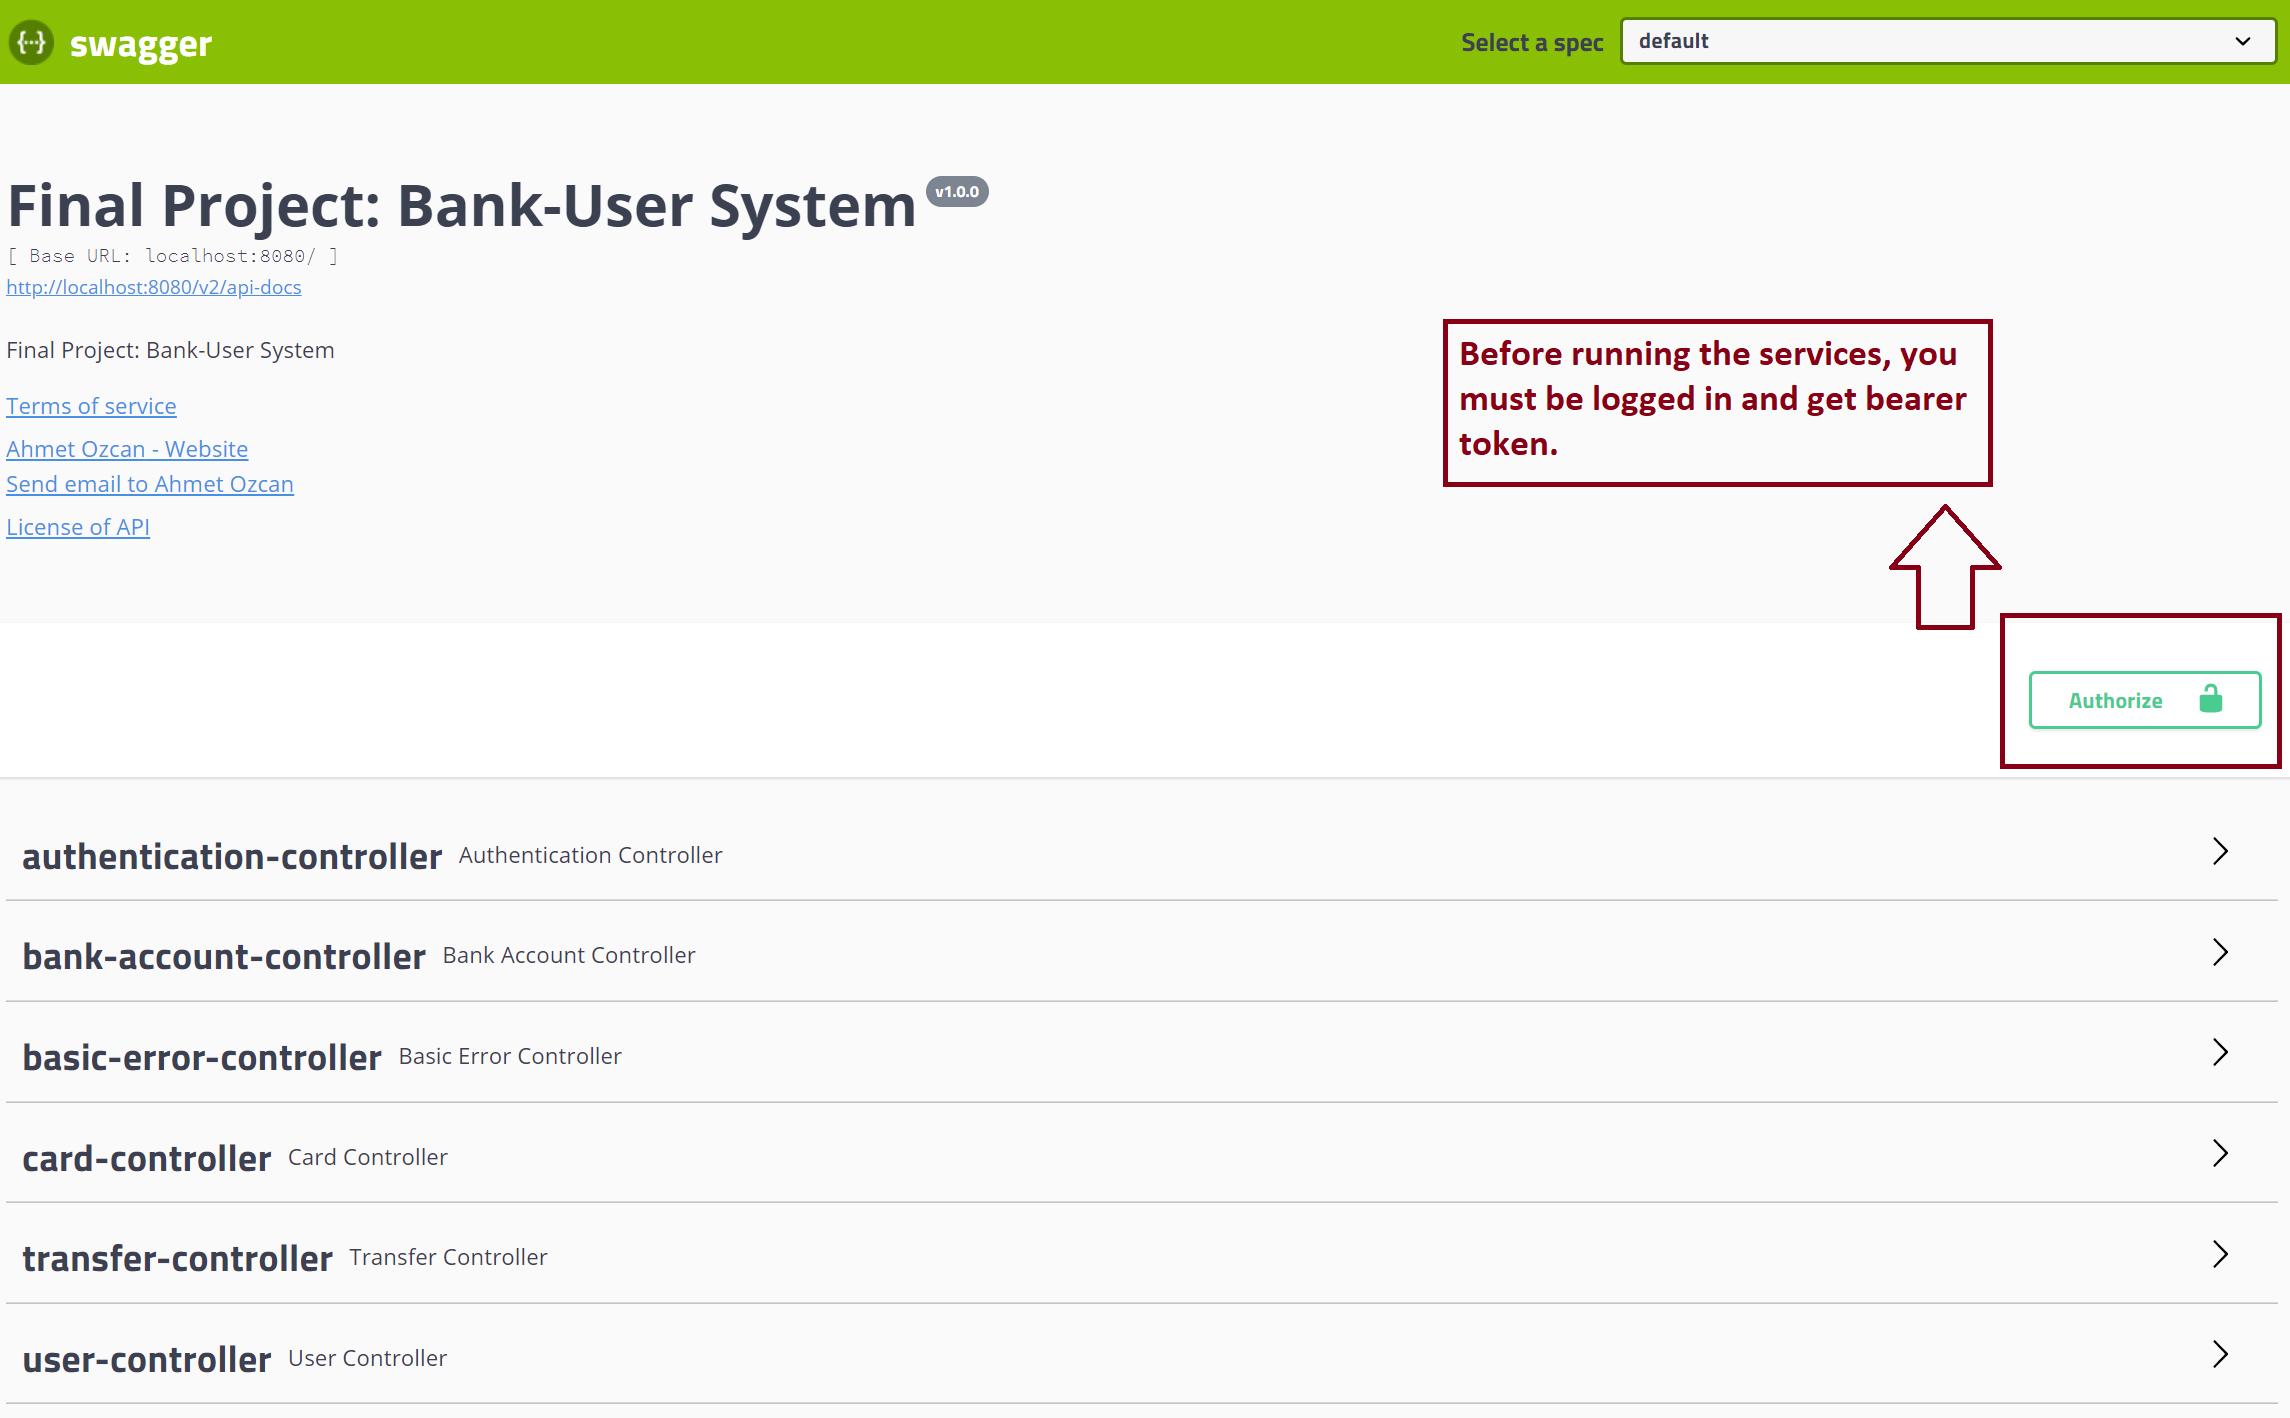 {···} swagger
Select a spec
default
Final Project: Bank-User System v1.0.0
[ Base URL: localhost:8080/ ]
http://localhost:8080/v2/api-docs
Final Project: Bank-User System
Terms of service
Ahmet Ozcan - Website
Send email to Ahmet Ozcan
License of API
Before running the services, you
must be logged in and get bearer
token.
Authorize
authentication-controller Authentication Controller
bank-account-controller Bank Account Controller
basic-error-controller Basic Error Controller
card-controller Card Controller
transfer-controller Transfer Controller
user-controller User Controller